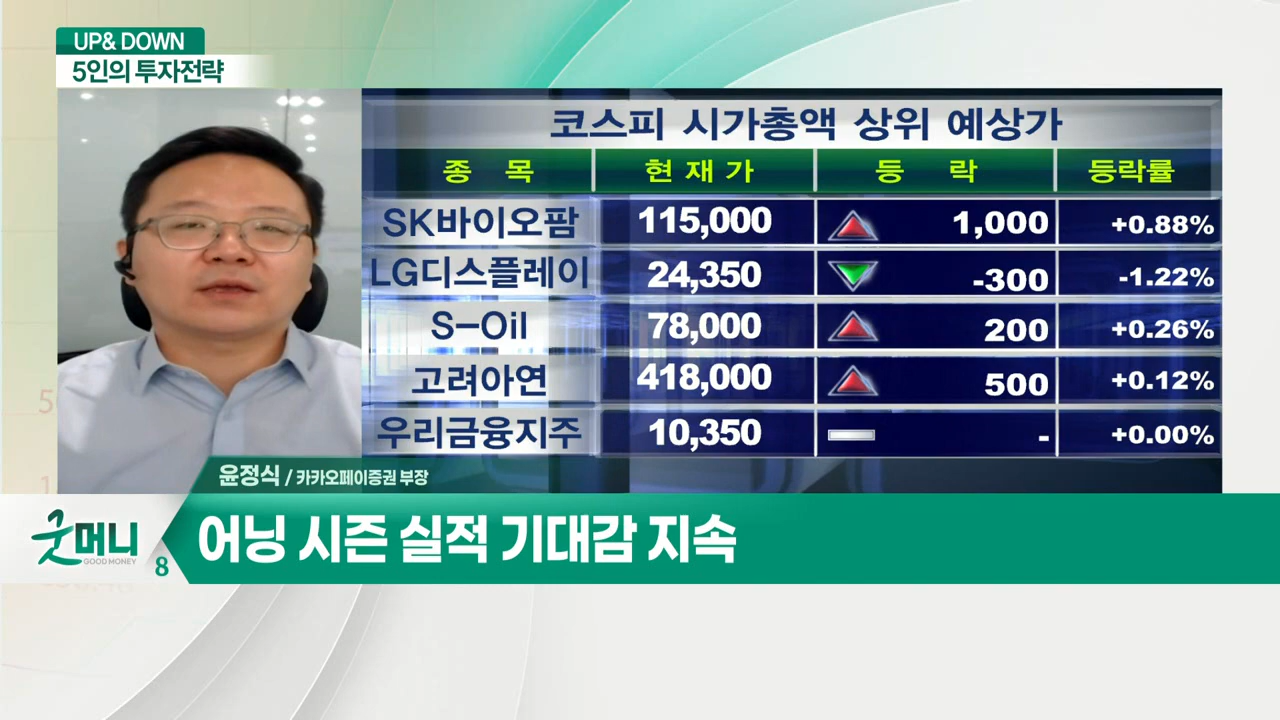 UP& DOWN
5인의 투자전략
코스피 시가총액 상위 예상가
종 목 현 재 가 등 락 등락률
SK바이오팜 115,000 1,000 +0.88%
LG디스플레이 24,350 -300 -1.22%
S-Oil 78,000 200 +0.26%
고려아연 418,000 500 +0.12%
우리금융지주 10,350 - +0.00%
윤정식 / 카카오페이증권 부장
어닝 시즌 실적 기대감 지속
굿머니
GOOD MONEY
8